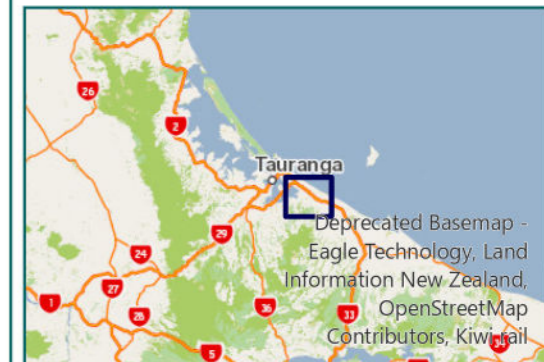 26
2
Tauranga
29
Deprecated Basemap -
Eagle Technology, Land
24
Information New Zealand,
27
1
OpenStreetMap
28
36
33
Contributors, Kiwi rail
5